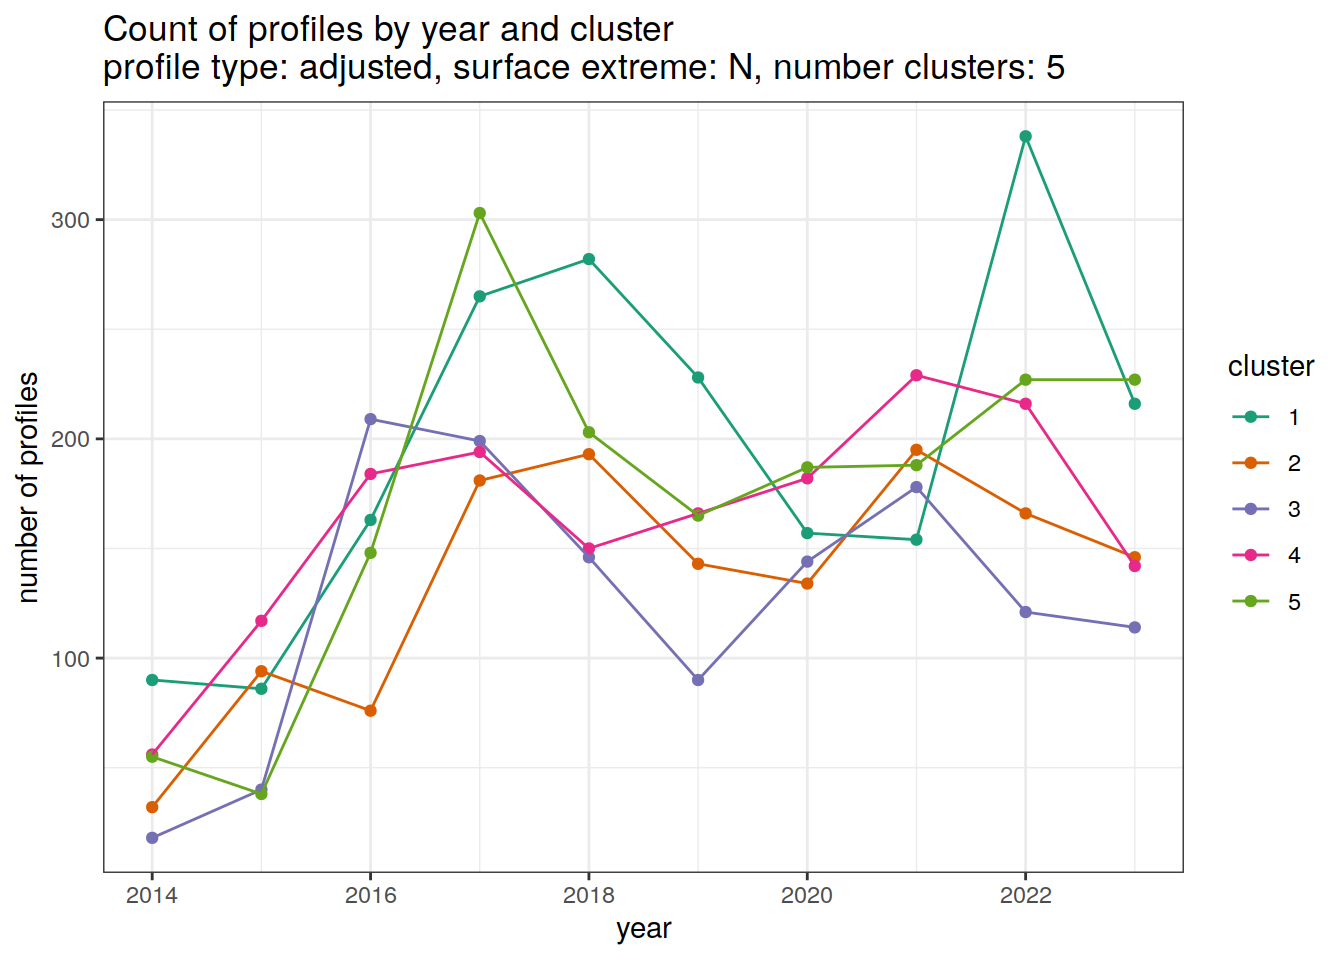 Count of profiles by year and cluster
profile type: adjusted, surface extreme: N, number clusters: 5
number of profiles
300
200
100
2014 2016 2018 2020 2022
year
cluster
1
2
3
4
5